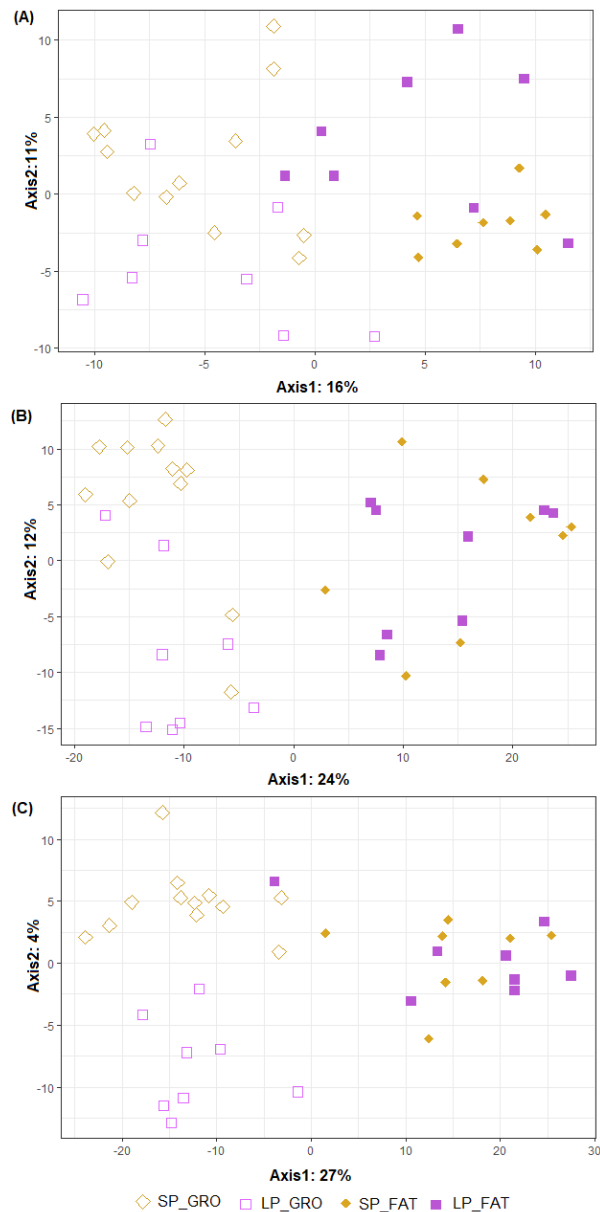 (A)
10
5
0
-5
-10
Axis2:11%
-10 -5 0 5 10
Axis1: 16%
(B)
10
5
0
-5
-10
-15
Axis2: 12%
-20 -10 0 10 20
Axis1: 24%
(C)
10
5
0
-5
-10
Axis2: 4%
-20 -10 0 10 20 30
Axis1: 27%
SP_GRO LP_GRO SP_FAT LP_FAT